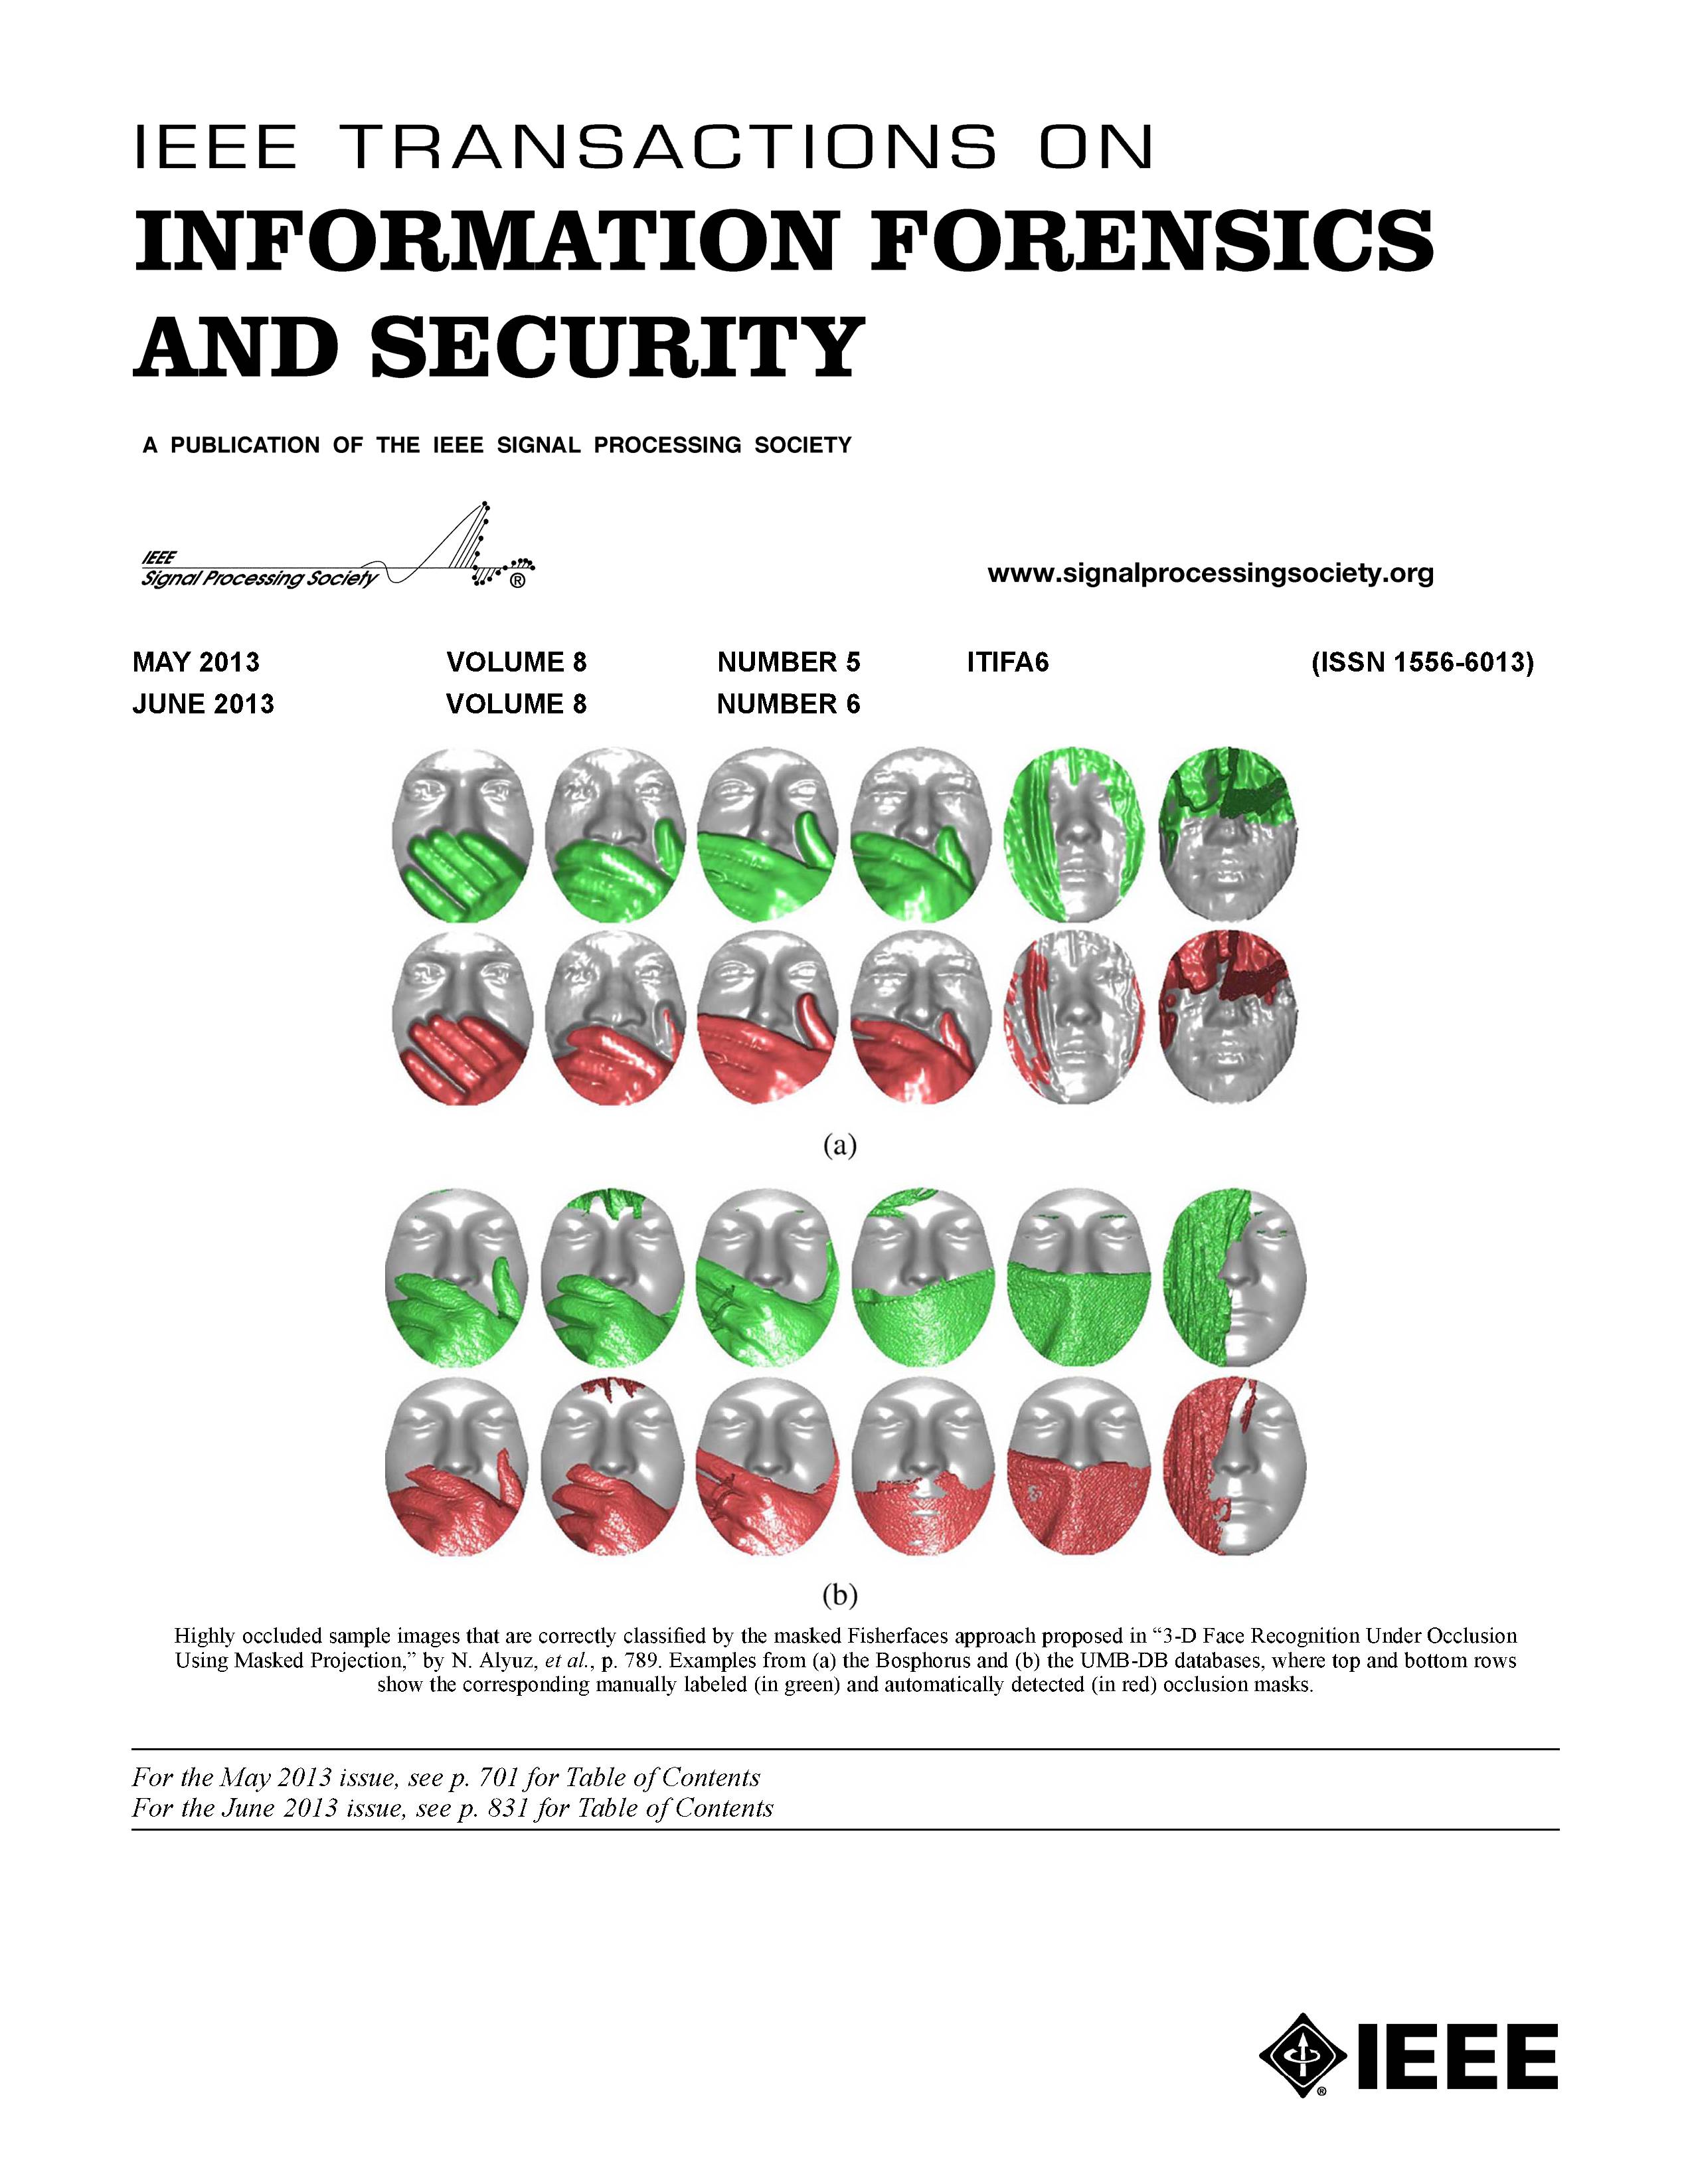 IEEE TRANSACTIONS ON
INFORMATION FORENSICS
AND SECURITY
A PUBLICATION OF THE IEEE SIGNAL PROCESSING SOCIETY
IEEE
Signal Processing Society ®
www.signalprocessingsociety.org
MAY 2013 VOLUME 8 NUMBER 5 ITIFA6 (ISSN 1556-6013)
JUNE 2013 VOLUME 8 NUMBER 6
(a)
(b)
Highly occluded sample images that are correctly classified by the masked Fisherfaces approach proposed in “3-D Face Recognition Under Occlusion
Using Masked Projection,” by N. Alyuz, et al., p. 789. Examples from (a) the Bosphorus and (b) the UMB-DB databases, where top and bottom rows
show the corresponding manually labeled (in green) and automatically detected (in red) occlusion masks.
For the May 2013 issue, see p. 701 for Table of Contents
For the June 2013 issue, see p. 831 for Table of Contents
® IEEE